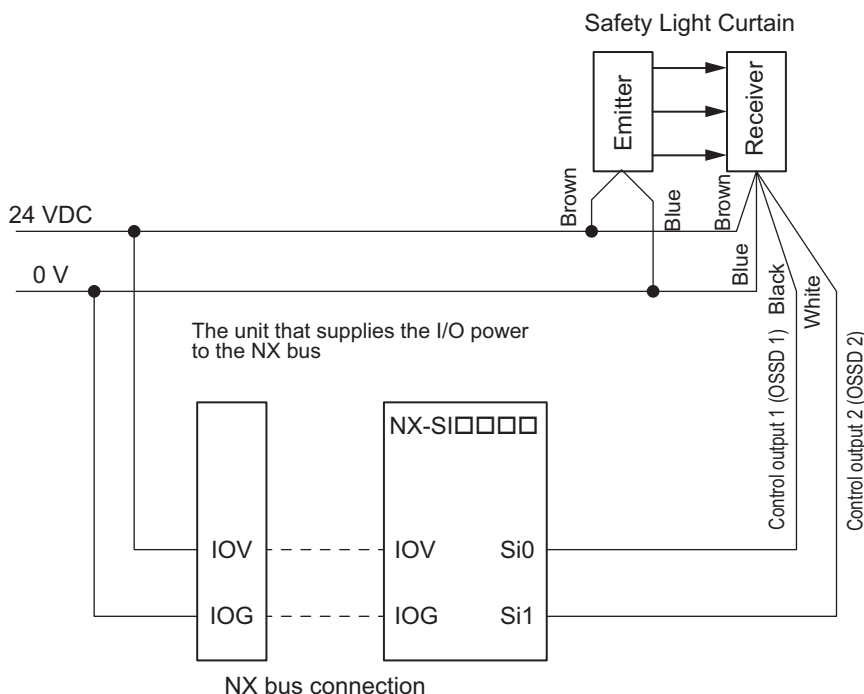 Safety Light Curtain
Emitter
Receiver
Brown
Blue
Brown
24 VDC
0 V
Blue
Black
White
Control output 1 (OSSD 1)
Control output 2 (OSSD 2)
The unit that supplies the I/O power
to the NX bus
NX-SI□□□□
IOV
IOV
Si0
IOG
IOG
Si1
NX bus connection